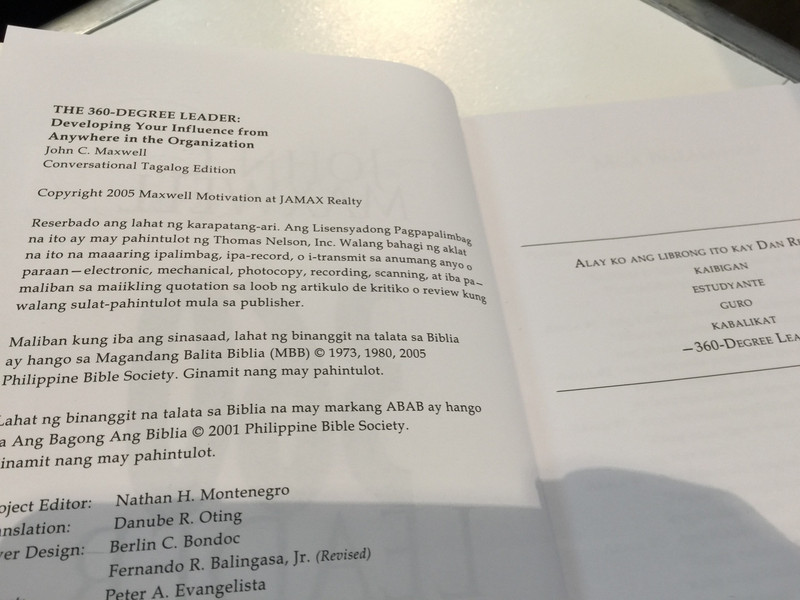 THE 360-DEGREE LEADER:
Developing Your Influence from
Anywhere in the Organization
John C. Maxwell
Conversational Tagalog Edition
Copyright 2005 Maxwell Motivation at JAMAX Realty
Reserbado ang lahat ng karapatang-ari. Ang Lisensyadong Pagpapalimbag
na ito ay may pahintulot ng Thomas Nelson, Inc. Walang bahagi ng aklat
na ito na maaaring ipalimbag, ipa-record, o i-transmit sa anumang anyo o
paraan—electronic, mechanical, photocopy, recording, scanning, at iba pa—
maliban sa maiikling quotation sa loob ng artikulo de kritiko o review kung
walang sulat-pahintulot mula sa publisher.
Maliban kung iba ang sinasaad, lahat ng binanggit na talata sa Biblia
ay hango sa Magandang Balita Biblia (MBB) © 1973, 1980, 2005
Philippine Bible Society. Ginamit nang may pahintulot.
Lahat ng binanggit na talata sa Biblia na may markang ABAB ay hango
a Ang Bagong Ang Biblia © 2001 Philippine Bible Society.
inamit nang may pahintulot.
oject Editor: Nathan H. Montenegro
anslation: Danube R. Oting
ver Design: Berlin C. Bondoc
Fernando R. Balingasa, Jr. (Revised)
Peter A. Evangelista
ALAY KO ANG LIBRONG ITO KAY DAN
KAIBIGAN
ESTUDYANTE
GURO
KABALIKAT
—360-DEGREE